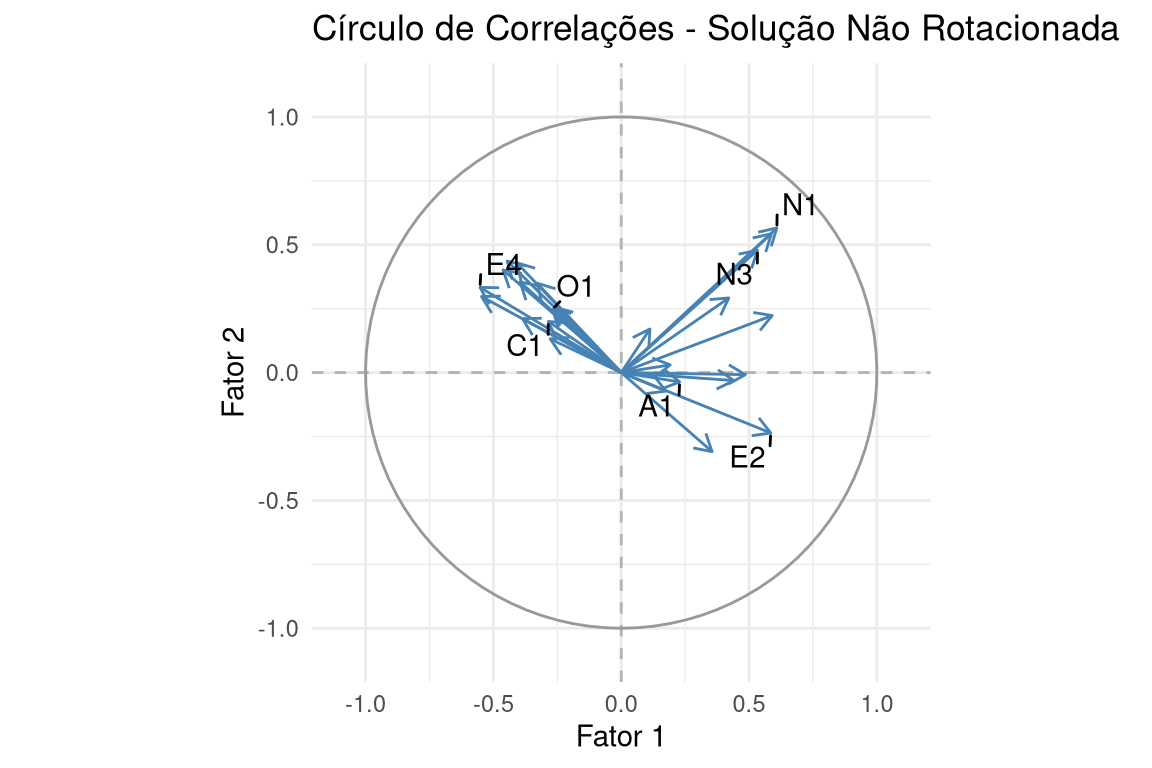 Círculo de Correlações - Solução Não Rotacionada
Fator 2
1.0
0.5
0.0
-0.5
-1.0
N1
E4
N3
O1
C1
A1
E2
-1.0
-0.5
0.0
0.5
1.0
Fator 1